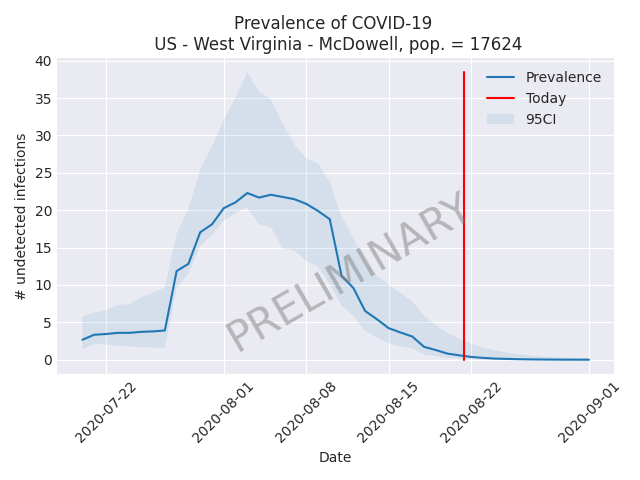 Prevalence of COVID-19
US - West Virginia - McDowell, pop. = 17624
# undetected infections
40
35
30
25
20
15
10
5
0
Prevalence
Today
95CI
PRELIMINARY
2020-07-22
2020-08-01
2020-08-08
2020-08-15
2020-08-22
2020-09-01
Date